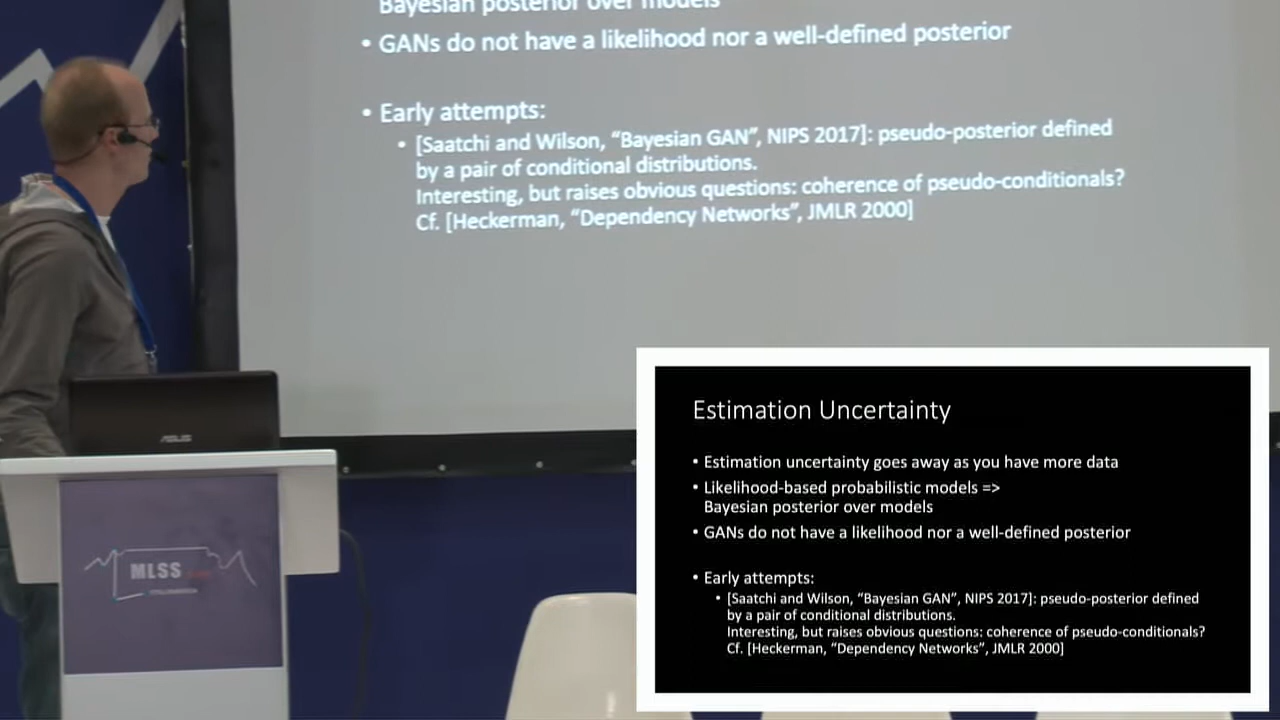 Bayesian posterior over models
• GANs do not have a likelihood nor a well-defined posterior
• Early attempts:
• [Saatchi and Wilson, “Bayesian GAN”, NIPS 2017]: pseudo-posterior defined
by a pair of conditional distributions.
Interesting, but raises obvious questions: coherence of pseudo-conditionals?
Cf. [Heckerman, “Dependency Networks”, JMLR 2000]
ASUS
MLSS
Estimation Uncertainty
• Estimation uncertainty goes away as you have more data
• Likelihood-based probabilistic models =>
Bayesian posterior over models
• GANs do not have a likelihood nor a well-defined posterior
• Early attempts:
• [Saatchi and Wilson, “Bayesian GAN”, NIPS 2017]: pseudo-posterior defined
by a pair of conditional distributions.
Interesting, but raises obvious questions: coherence of pseudo-conditionals?
Cf. [Heckerman, “Dependency Networks”, JMLR 2000]